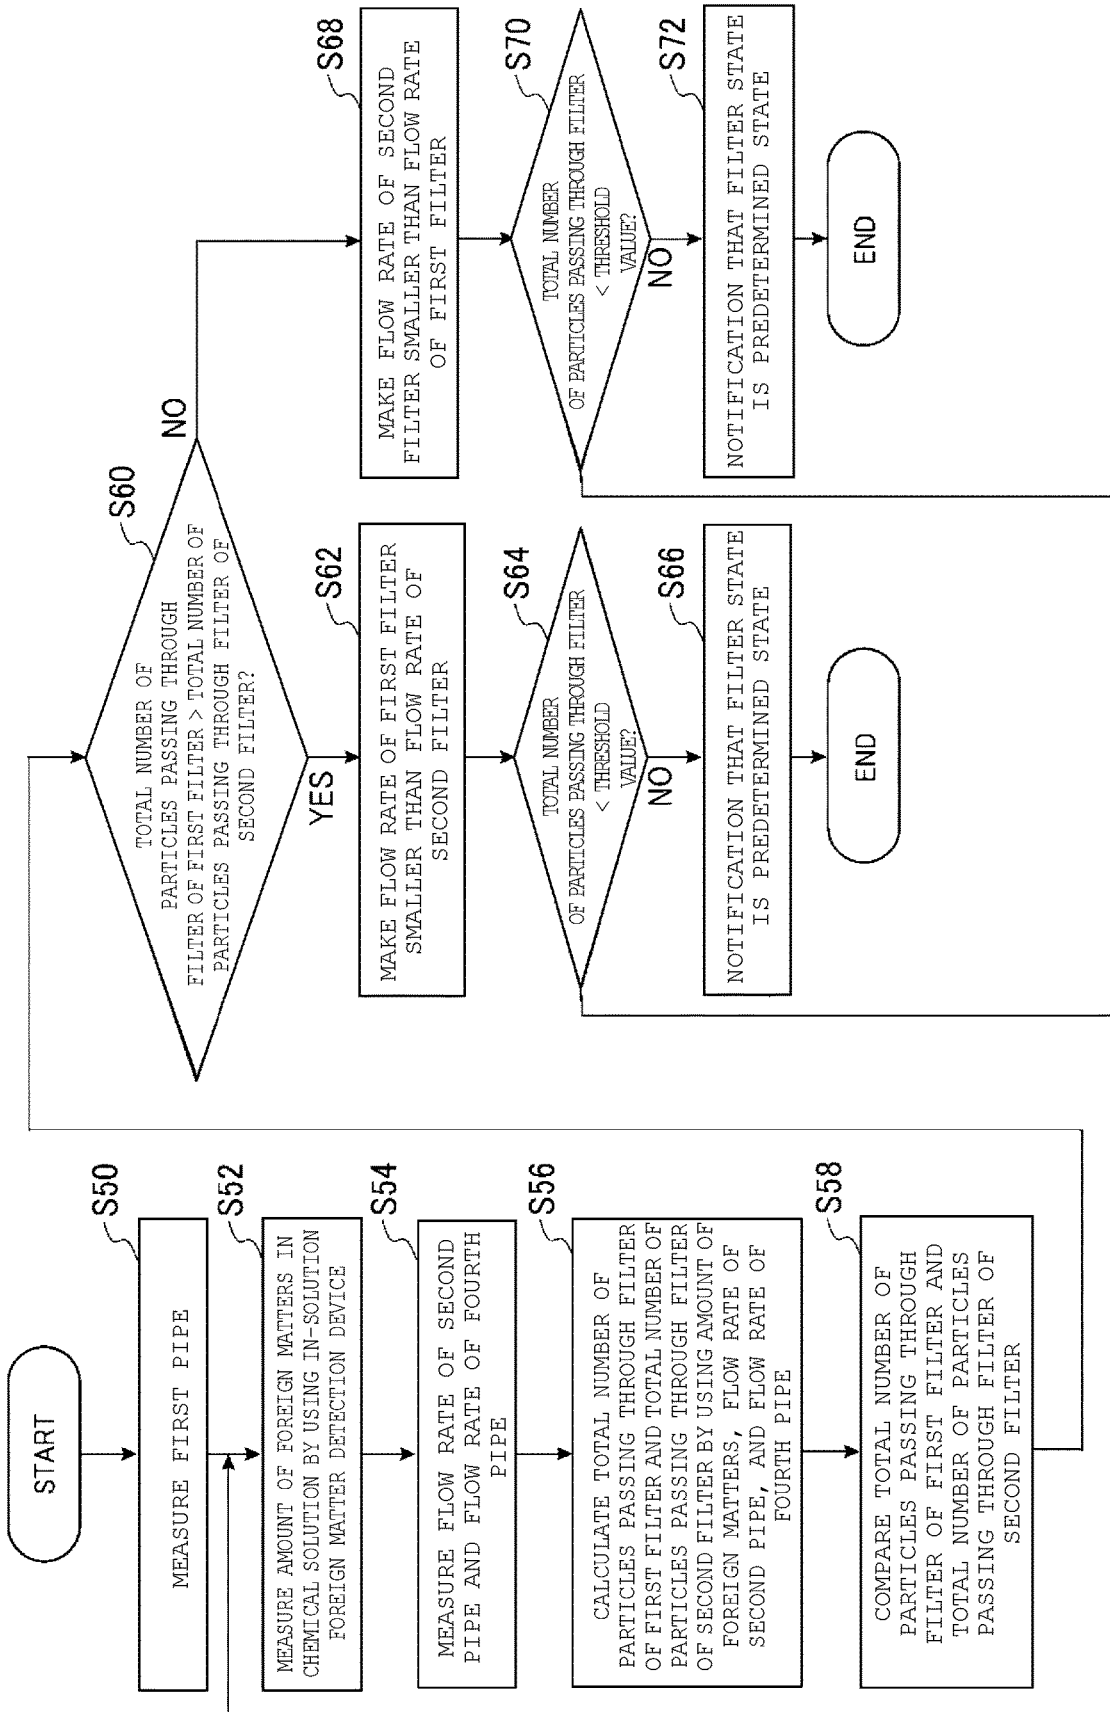 START
S50
MEASURE FIRST PIPE
S52
MEASURE AMOUNT OF FOREIGN MATTERS IN
CHEMICAL SOLUTION BY USING IN-SOLUTION
FOREIGN MATTER DETECTION DEVICE
S54
MEASURE FLOW RATE OF SECOND
PIPE AND FLOW RATE OF FOURTH
PIPE
S56
CALCULATE TOTAL NUMBER OF
PARTICLES PASSING THROUGH FILTER
OF FIRST FILTER AND TOTAL NUMBER OF
PARTICLES PASSING THROUGH FILTER
OF SECOND FILTER BY USING AMOUNT OF
FOREIGN MATTERS, FLOW RATE OF
SECOND PIPE, AND FLOW RATE OF
FOURTH PIPE
S58
COMPARE TOTAL NUMBER OF
PARTICLES PASSING THROUGH
FILTER OF FIRST FILTER AND
TOTAL NUMBER OF PARTICLES
PASSING THROUGH FILTER OF
SECOND FILTER
S60
TOTAL NUMBER OF
PARTICLES PASSING THROUGH
FILTER OF FIRST FILTER > TOTAL NUMBER OF
PARTICLES PASSING THROUGH FILTER OF
SECOND FILTER?
YES
NO
S62
MAKE FLOW RATE OF FIRST FILTER
SMALLER THAN FLOW RATE OF
SECOND FILTER
S64
TOTAL NUMBER
OF PARTICLES PASSING THROUGH FILTER
< THRESHOLD
VALUE?
NO
S66
NOTIFICATION THAT FILTER STATE
IS PREDETERMINED STATE
END
S68
MAKE FLOW RATE OF SECOND
FILTER SMALLER THAN FLOW RATE
OF FIRST FILTER
S70
TOTAL NUMBER
OF PARTICLES PASSING THROUGH FILTER
< THRESHOLD
VALUE?
NO
S72
NOTIFICATION THAT FILTER STATE
IS PREDETERMINED STATE
END